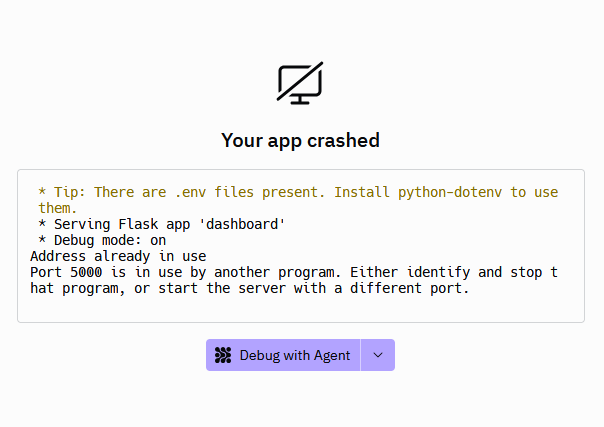 Your app crashed
* Tip: There are .env files present. Install python-dotenv to use
them.
* Serving Flask app 'dashboard'
* Debug mode: on
Address already in use
Port 5000 is in use by another program. Either identify and stop t
hat program, or start the server with a different port.
Debug with Agent